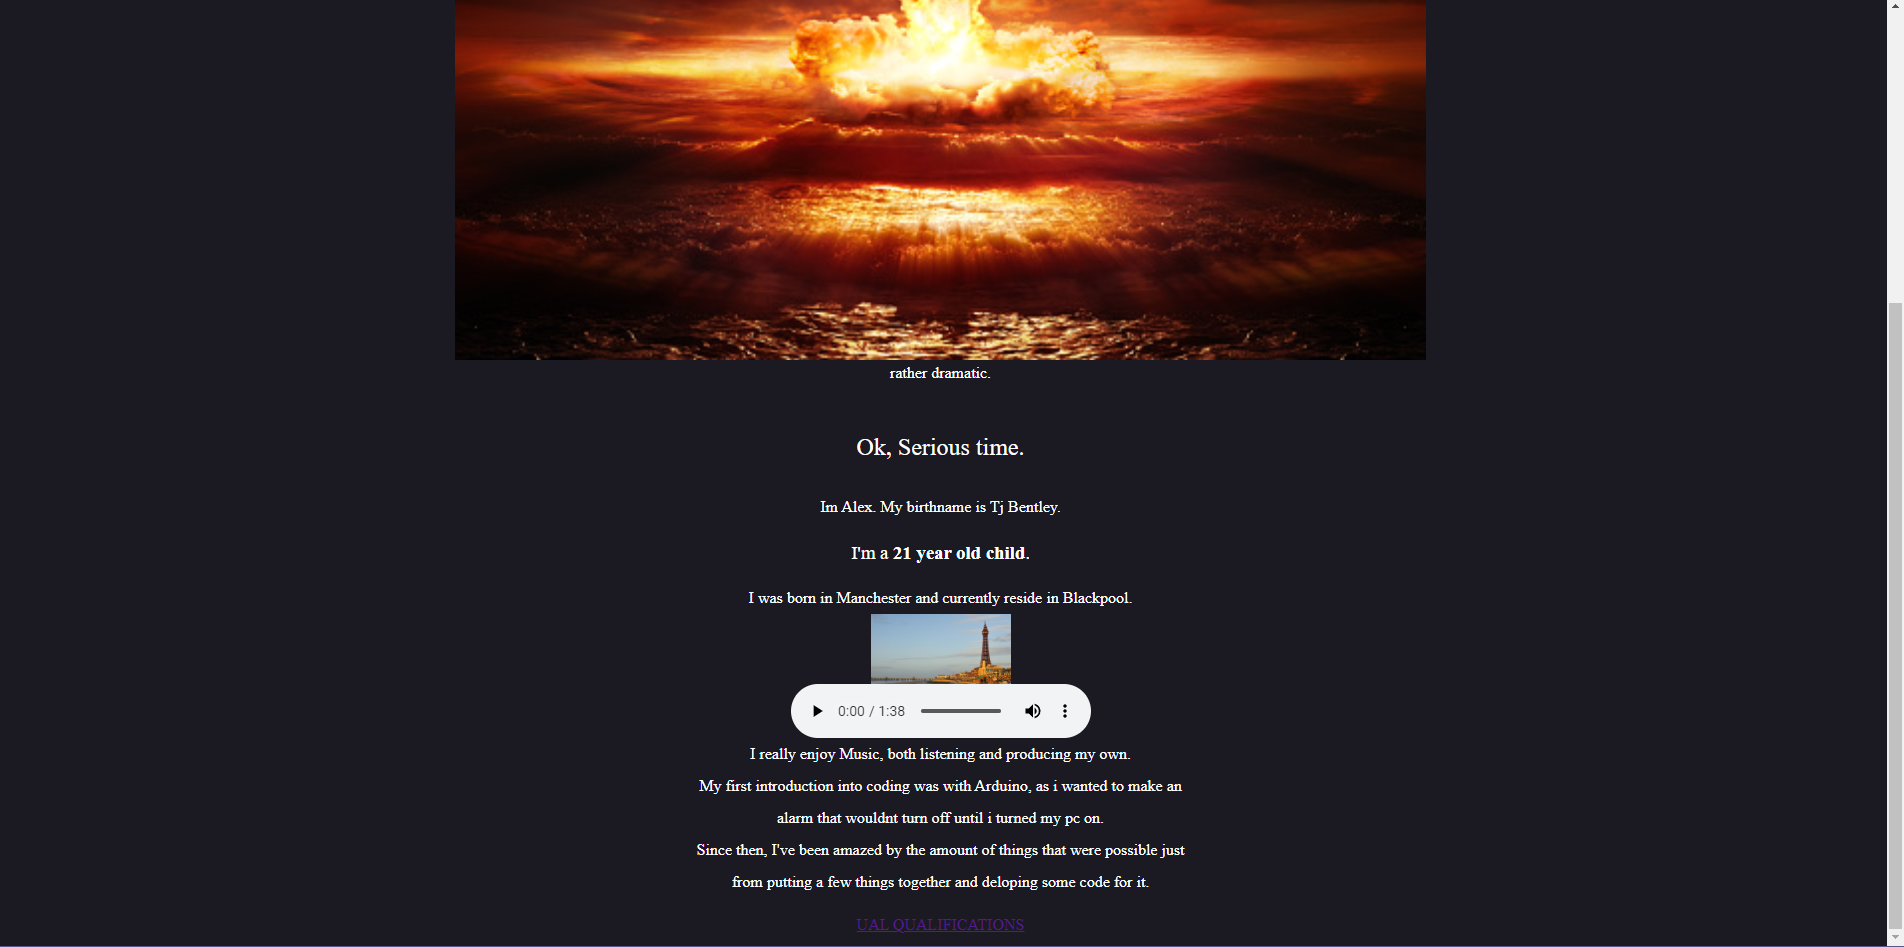 rather dramatic.
Ok, Serious time.
Im Alex. My birthname is Tj Bentley.
I'm a 21 year old child.
I was born in Manchester and currently reside in Blackpool.
0:00 / 1:38
I really enjoy Music, both listening and producing my own.
My first introduction into coding was with Arduino, as i wanted to make an
alarm that wouldnt turn off until i turned my pc on.
Since then, I've been amazed by the amount of things that were possible just
from putting a few things together and deloping some code for it.
UAL QUALIFICATIONS